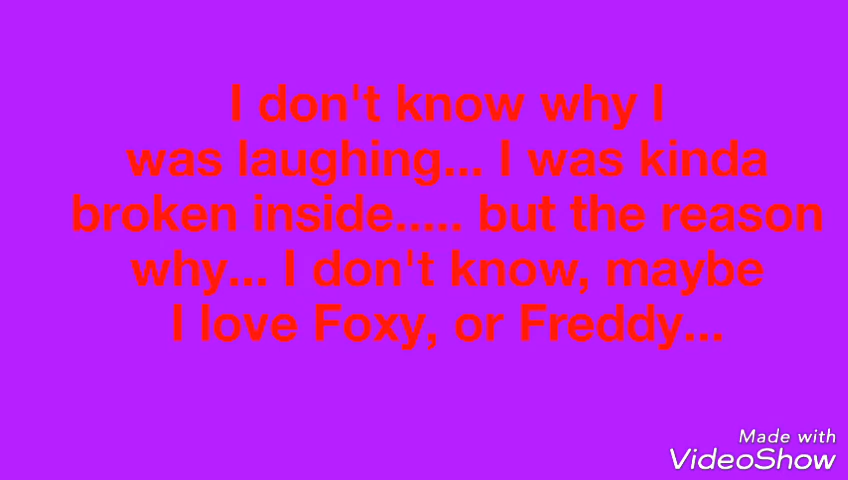 I don't know why I
was laughing... I was kinda
broken inside..... but the reason
why... I don't know, maybe
I love Foxy, or Freddy...
Made with
VideoShow